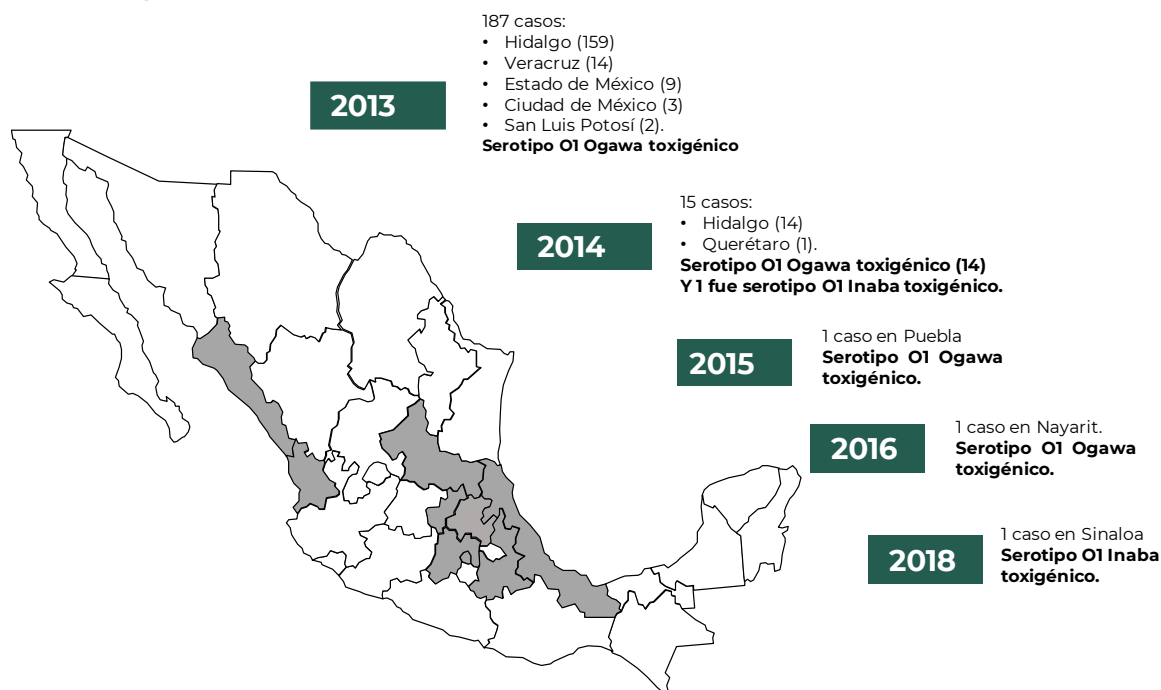 2013
187 casos:
• Hidalgo (159)
• Veracruz (14)
• Estado de México (9)
• Ciudad de México (3)
• San Luis Potosí (2).
Serotipo O1 Ogawa toxigénico
2014
15 casos:
• Hidalgo (14)
• Querétaro (1).
Serotipo O1 Ogawa toxigénico (14)
Y 1 fue serotipo O1 Inaba toxigénico.
2015
1 caso en Puebla
Serotipo O1 Ogawa
toxigénico.
2016
1 caso en Nayarit.
Serotipo O1 Ogawa
toxigénico.
2018
1 caso en Sinaloa
Serotipo O1 Inaba
toxigénico.